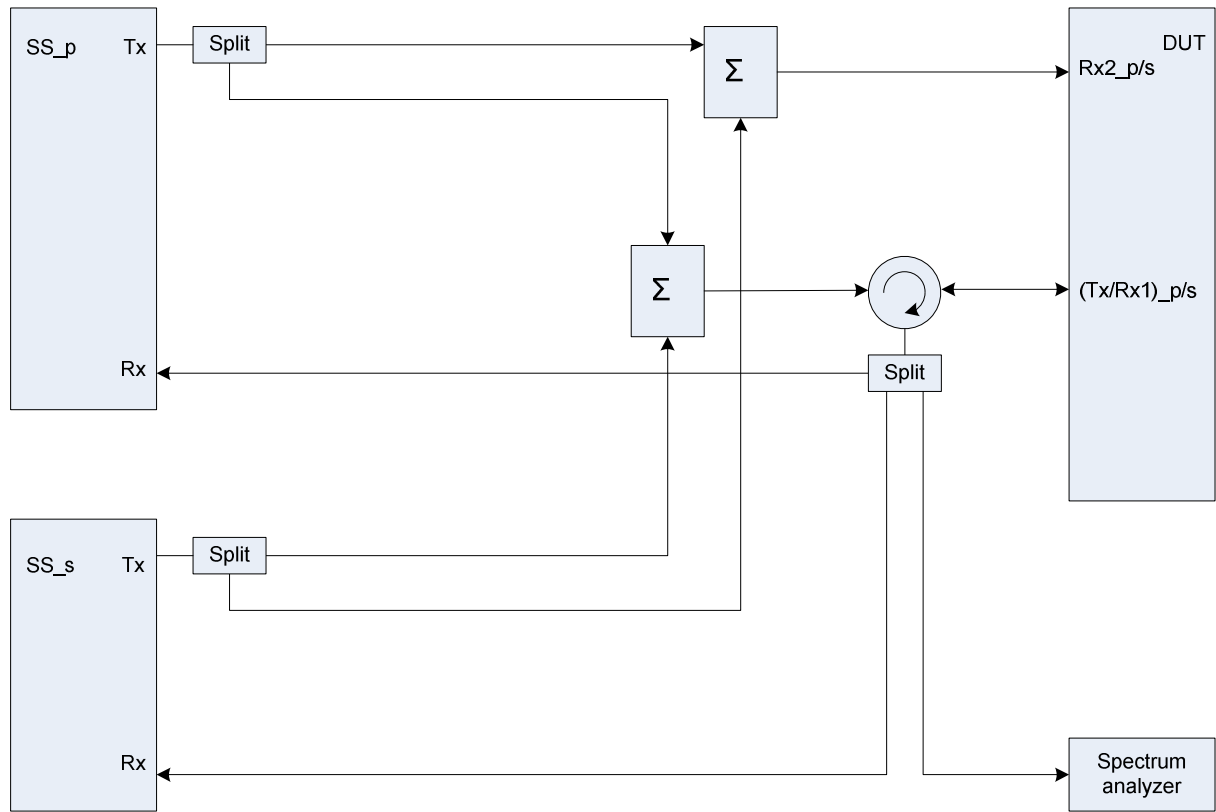 SS_p
Tx
Split
Σ
DUT
Rx2_p/s
Σ
(Tx/Rx1)_p/s
Rx
Split
SS_s
Tx
Split
Rx
Spectrum
analyzer